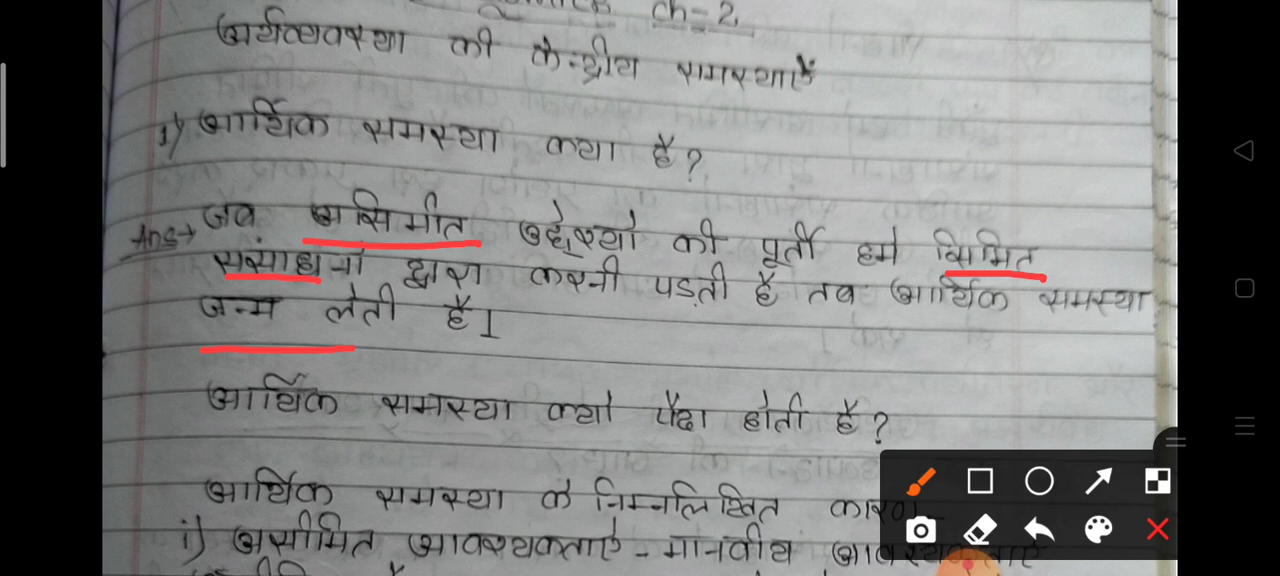 ch-2
अर्थव्यवस्था की केन्द्रीय समस्याएँ
1) आर्थिक समस्या क्या है?
Ans→ जब असिमीत उद्देश्यो की पूर्ती हमे सिमित
संसाधनों द्वारा करनी पड़ती है तब आर्थिक समस्या
जन्म लेती है।
आर्थिक समस्या क्यो पैदा होती है?
आर्थिक समस्या के निम्नलिखित कारण
i) असीमित आवश्यकताएे - मानवीय आवश्यकताएे